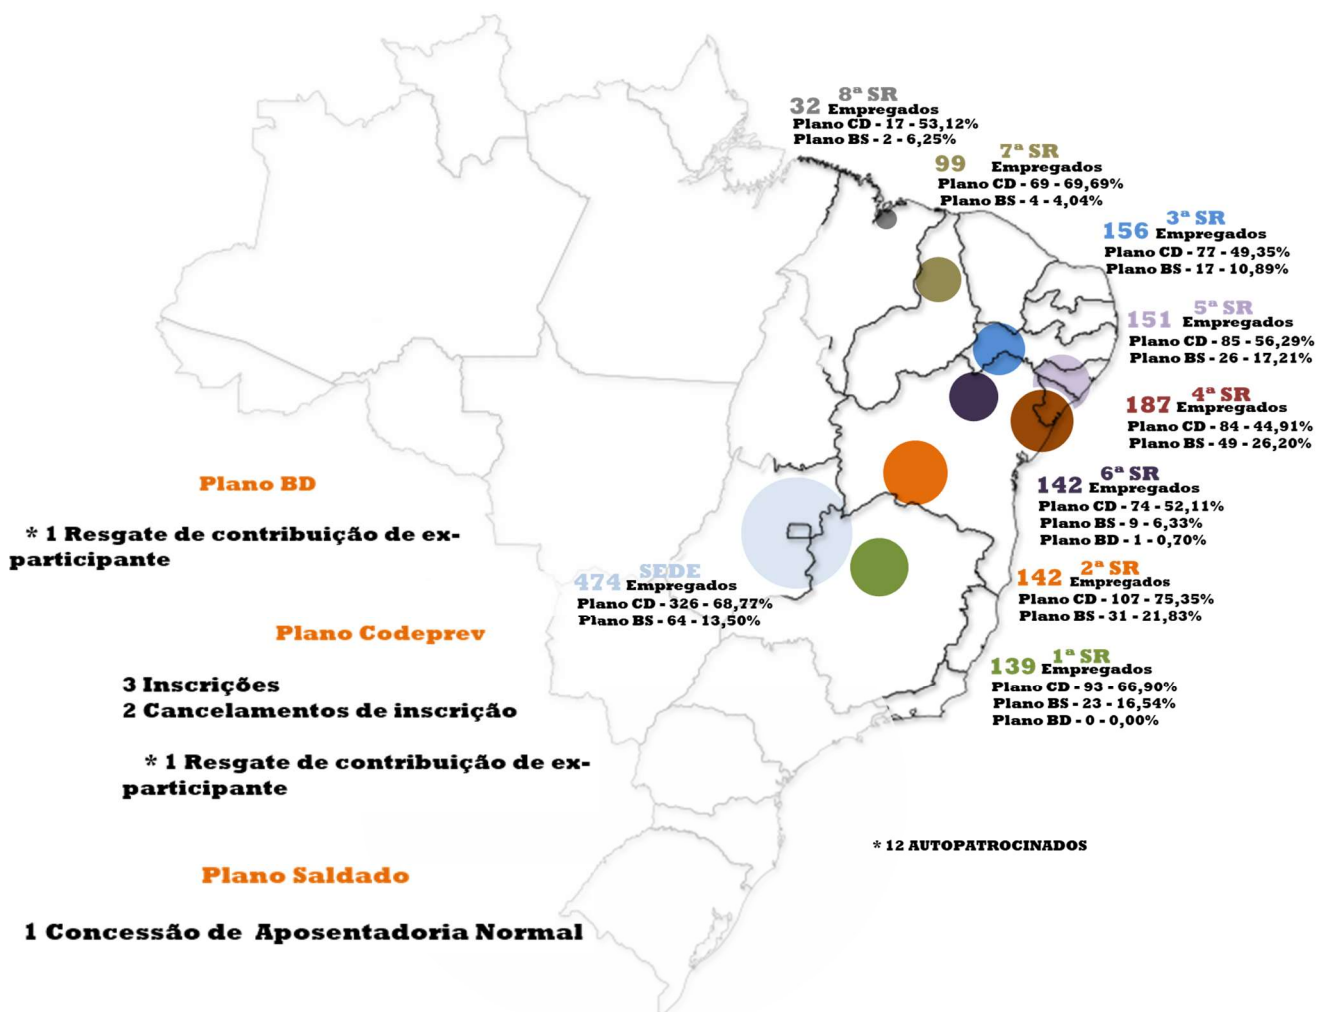 8ª SR
32 Empregados
Plano CD - 17 - 53,12%
Plano BS - 2 - 6,25%
7ª SR
99 Empregados
Plano CD - 69 - 69,69%
Plano BS - 4 - 4,04%
3ª SR
156 Empregados
Plano CD - 77 - 49,35%
Plano BS - 17 - 10,89%
5ª SR
151 Empregados
Plano CD - 85 - 56,29%
Plano BS - 26 - 17,21%
4ª SR
187 Empregados
Plano CD - 84 - 44,91%
Plano BS - 49 - 26,20%
6ª SR
142 Empregados
Plano CD - 74 - 52,11%
Plano BS - 9 - 6,33%
Plano BD - 1 - 0,70%
2ª SR
142 Empregados
Plano CD - 107 - 75,35%
Plano BS - 31 - 21,83%
1ª SR
139 Empregados
Plano CD - 93 - 66,90%
Plano BS - 23 - 16,54%
Plano BD - 0 - 0,00%
SEDE
474 Empregados
Plano CD - 326 - 68,77%
Plano BS - 64 - 13,50%
Plano BD
* 1 Resgate de contribuição de ex-
participante
Plano Codeprev
3 Inscrições
2 Cancelamentos de inscrição
* 1 Resgate de contribuição de ex-
participante
Plano Saldado
1 Concessão de Aposentadoria Normal
* 12 AUTOPATROCINADOS